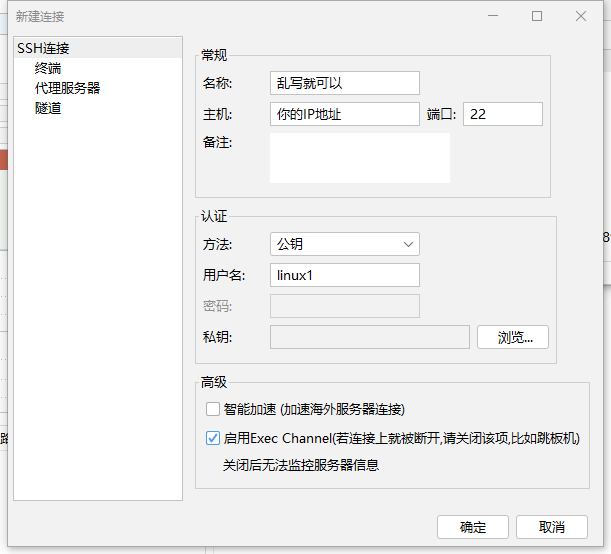 新建连接
SSH连接
终端
代理服务器
隧道
常规
名称: 乱写就可以
主机: 你的IP地址 端口: 22
备注:
认证
方法: 公钥
用户名: linux1
密码:
私钥: 浏览...
高级
智能加速 (加速海外服务器连接)
启用Exec Channel(若连接上就被断开,请关闭该项,比如跳板机)
关闭后无法监控服务器信息
确定 取消